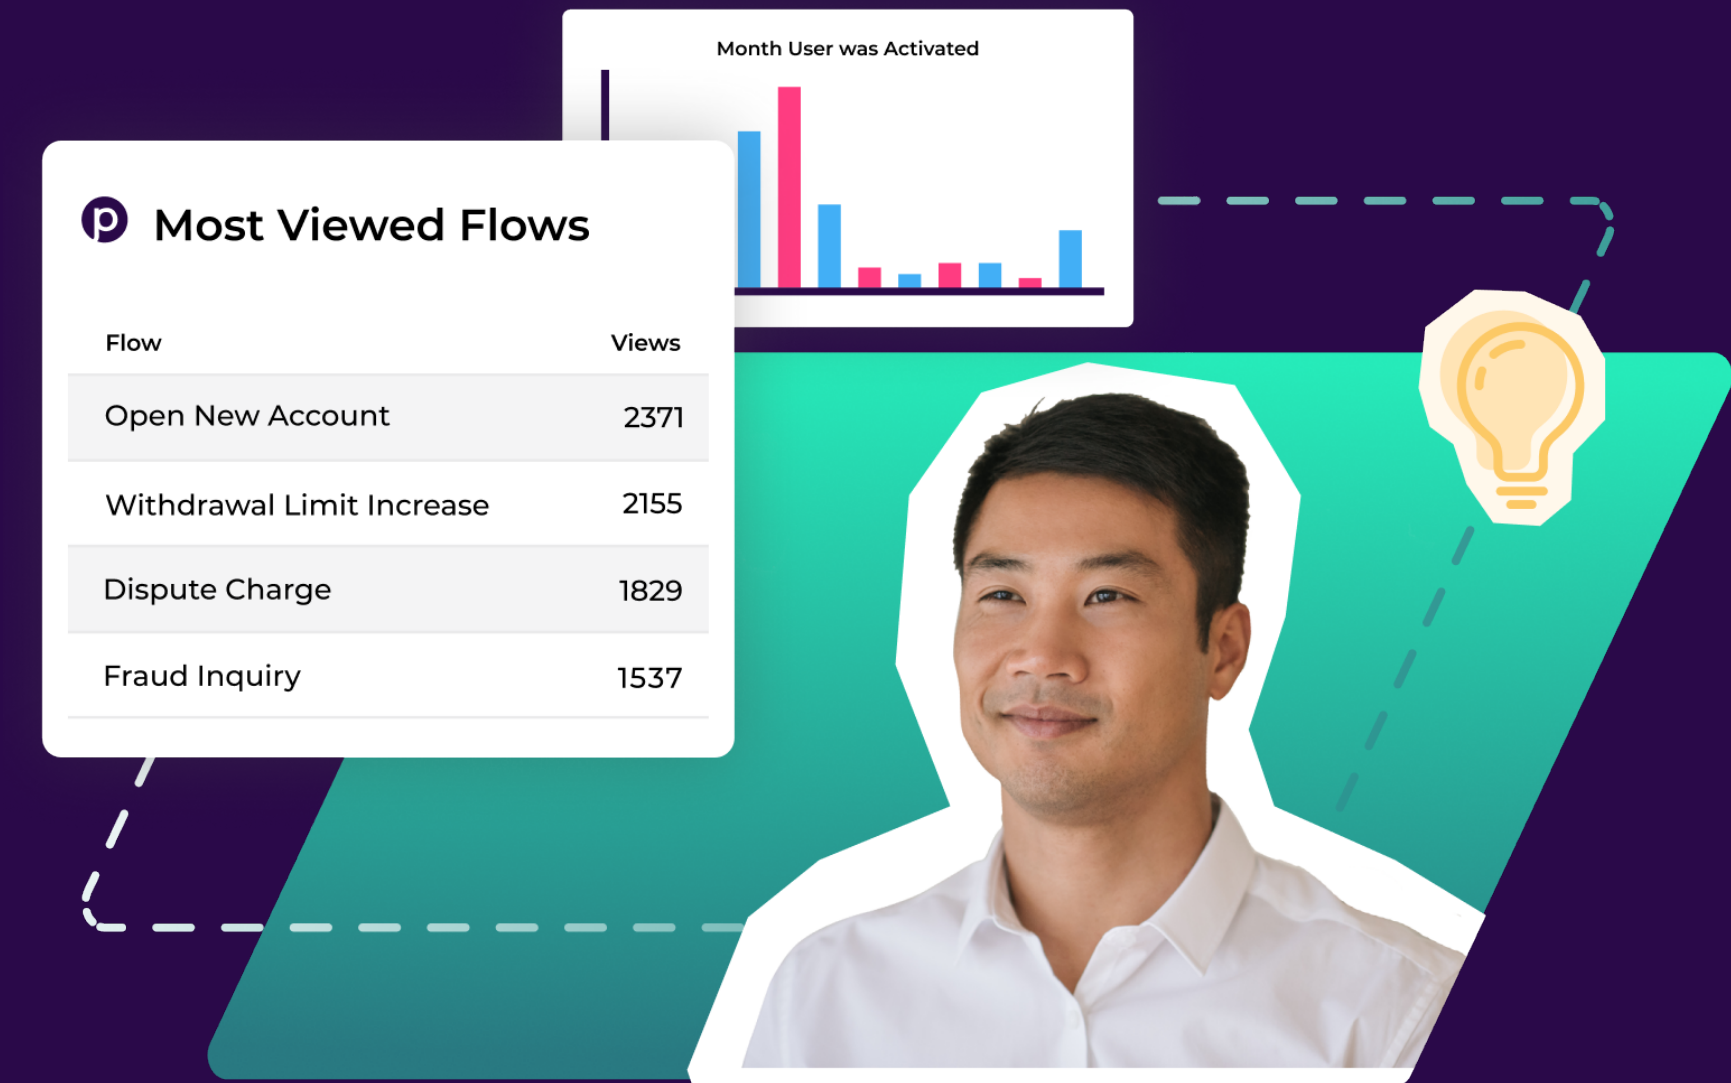 Month User was Activated
p
Most Viewed Flows
Flow Views
Open New Account 2371
Withdrawal Limit Increase 2155
Dispute Charge 1829
Fraud Inquiry 1537